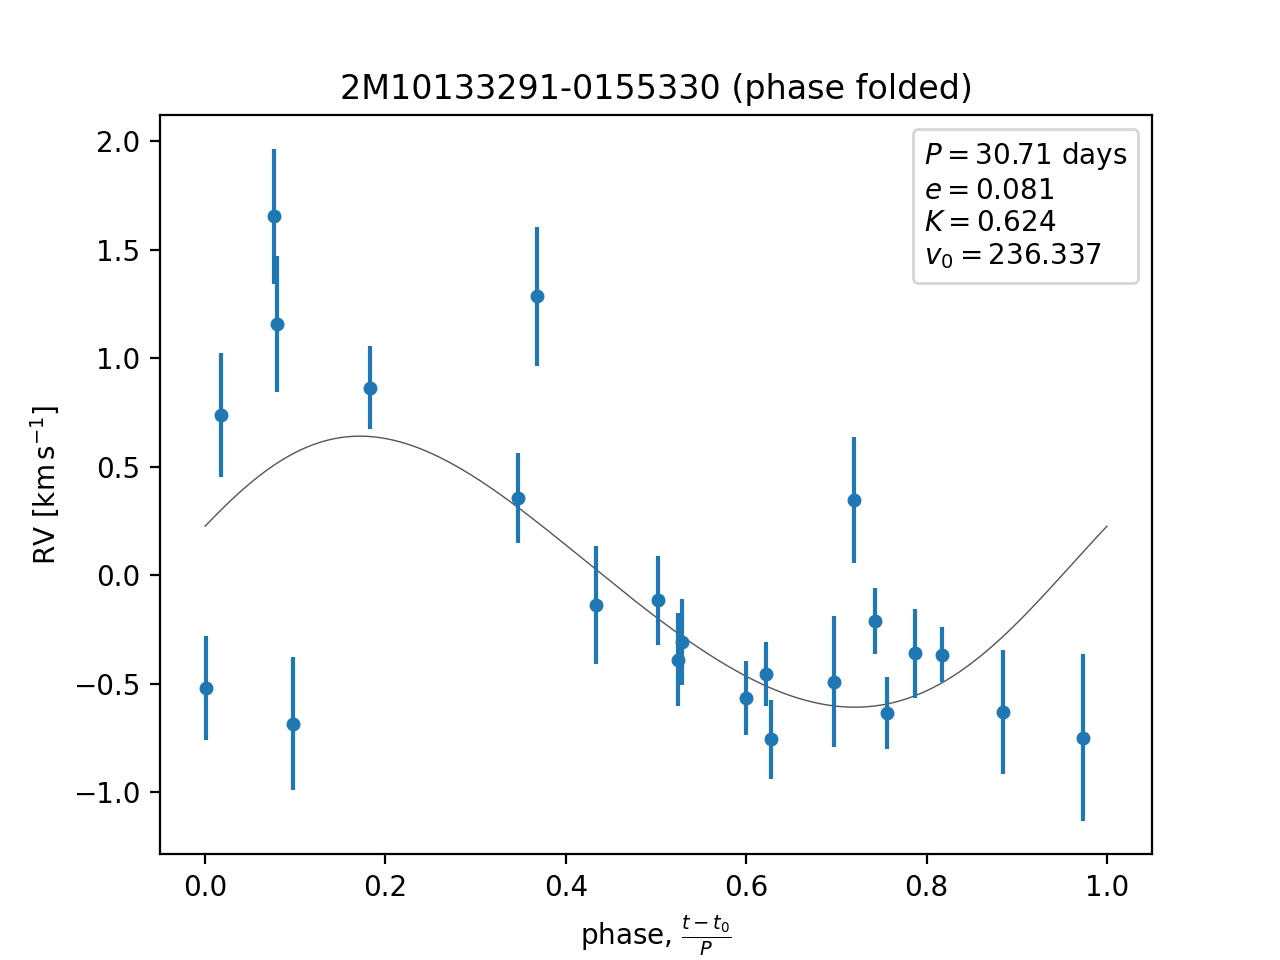 2M10133291-0155330 (phase folded)
P = 30.71 days
e = 0.081
K = 0.624
v₀ = 236.337
2.0
1.5
1.0
0.5
0.0
−0.5
−1.0
RV [km s⁻¹]
0.0 0.2 0.4 0.6 0.8 1.0
phase, (t − t₀)/P